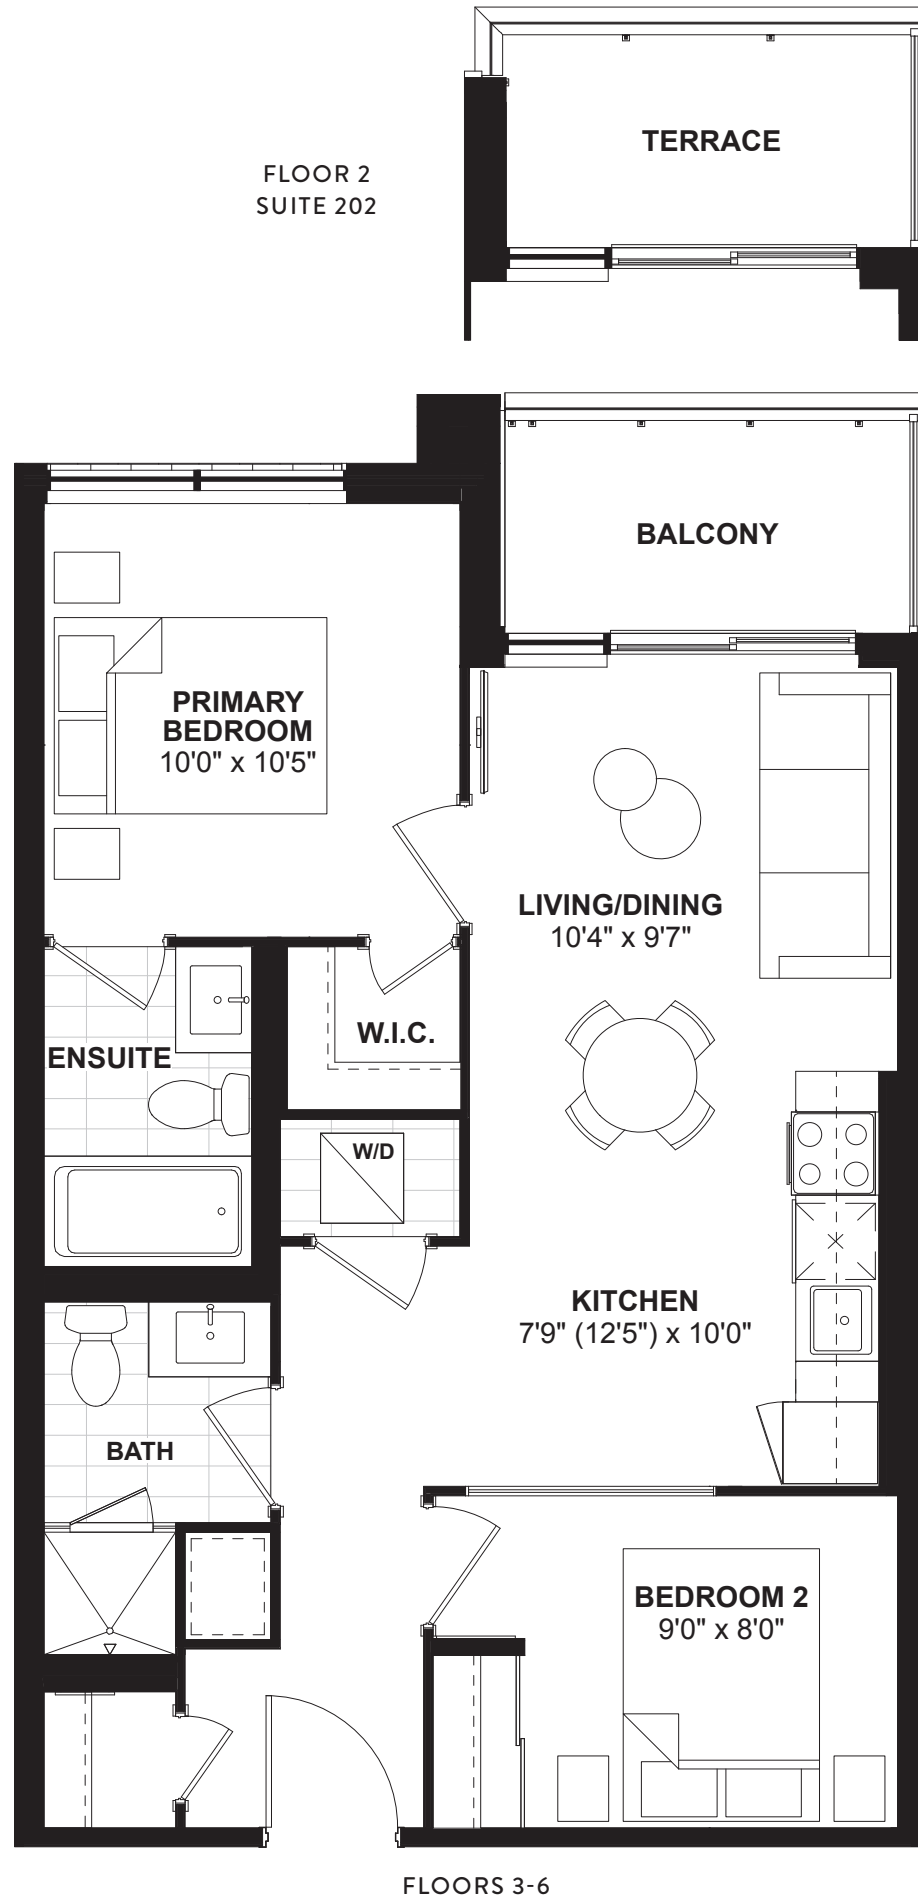 TERRACE
FLOOR 2
SUITE 202
BALCONY
PRIMARY
BEDROOM
10'0" x 10'5"
LIVING/DINING
10'4" x 9'7"
W.I.C.
ENSUITE
W/D
KITCHEN
7'9" (12'5") x 10'0"
BATH
BEDROOM 2
9'0" x 8'0"
FLOORS 3-6